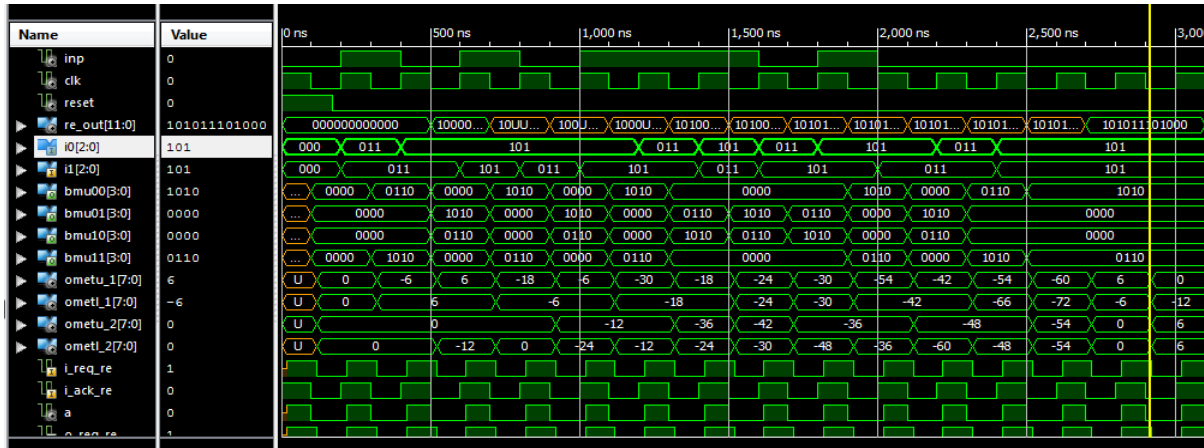 Name Value 0 ns 500 ns 1,000 ns 1,500 ns 2,000 ns 2,500 ns 3,00
inp 0
clk 0
reset 0
re_out[11:0] 101011101000 000000000000 10000... 10UU... 100U... 1000U... 10100... 10100... 10101... 10101... 10101... 10101... 10101... 101011101000
i0[2:0] 101 000 011 101 011 101 011 101 011 101
i1[2:0] 101 000 011 101 011 101 011 101 011 101
bmu00[3:0] 1010 ... 0000 0110 0000 1010 0000 1010 0000 1010 0000 0110 1010
bmu01[3:0] 0000 ... 0000 1010 0000 1010 0000 0110 1010 0110 0000 1010 0000
bmu10[3:0] 0000 ... 0000 0110 0000 0110 0000 1010 0110 1010 0000 0110 0000
bmu11[3:0] 0110 ... 0000 1010 0000 0110 0000 0110 0000 0110 0000 1010 0110
ometu_1[7:0] 6 U 0 -6 6 -18 -6 -30 -18 -24 -30 -54 -42 -54 -60 6 0
ometl_1[7:0] -6 U 0 6 -6 -18 -24 -30 -42 -66 -72 -6 -12
ometu_2[7:0] 0 U 0 -12 -36 -42 -36 -48 -54 0 6
ometl_2[7:0] 0 U 0 -12 0 -24 -12 -24 -30 -48 -36 -60 -48 -54 0 6
i_req_re 1
i_ack_re 0
a 0
o_req_re 1